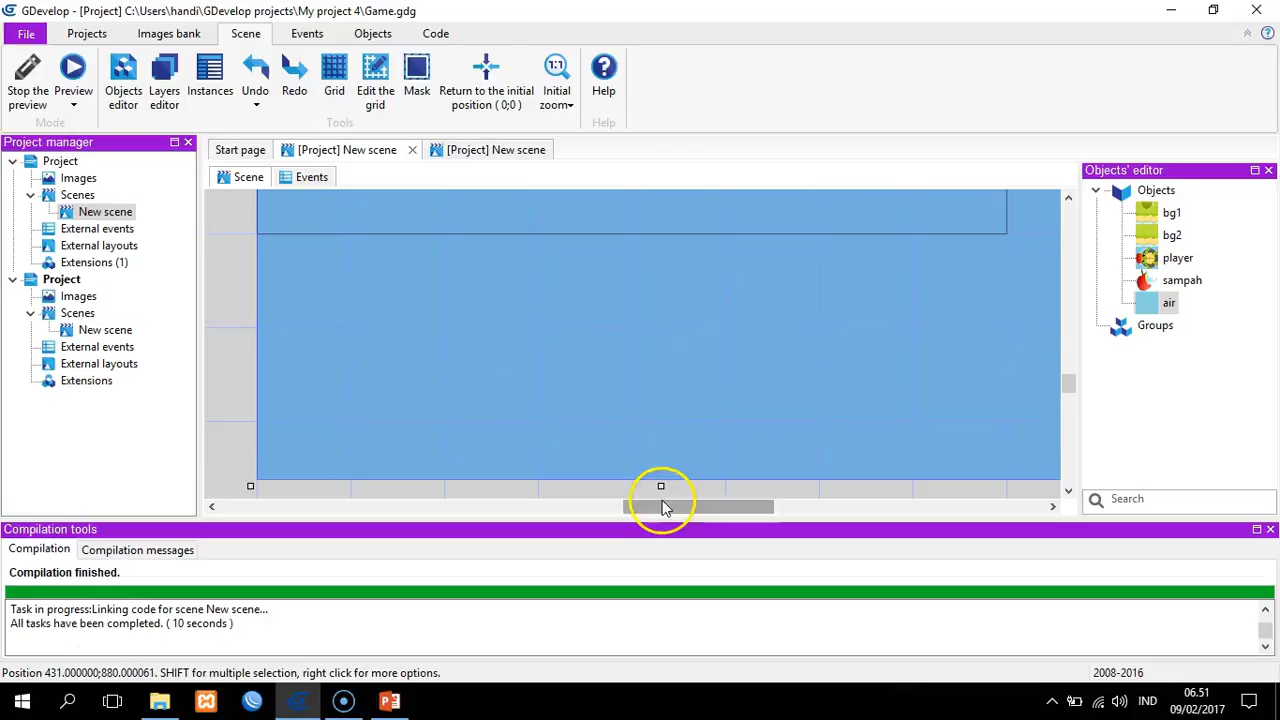 GDevelop - [Project] C:\Users\handi\GDevelop projects\My project 4\Game.gdg
File Projects Images bank Scene Events Objects Code
Stop the preview
Preview
Objects editor
Layers editor
Instances
Undo
Redo
Grid
Edit the grid
Mask
Return to the initial position ( 0;0 )
1:1
Initial zoom
Help
Mode
Tools
Help
Project manager
Project
Images
Scenes
New scene
External events
External layouts
Extensions (1)
Project
Images
Scenes
New scene
External events
External layouts
Extensions
Start page
[Project] New scene
[Project] New scene
Scene
Events
Objects' editor
Objects
bg1
bg2
player
sampah
air
Groups
Search
Compilation tools
Compilation
Compilation messages
Compilation finished.
Task in progress:Linking code for scene New scene...
All tasks have been completed. ( 10 seconds )
Position 431.000000;880.000061. SHIFT for multiple selection, right click for more options.
2008-2016
IND
06.51
09/02/2017